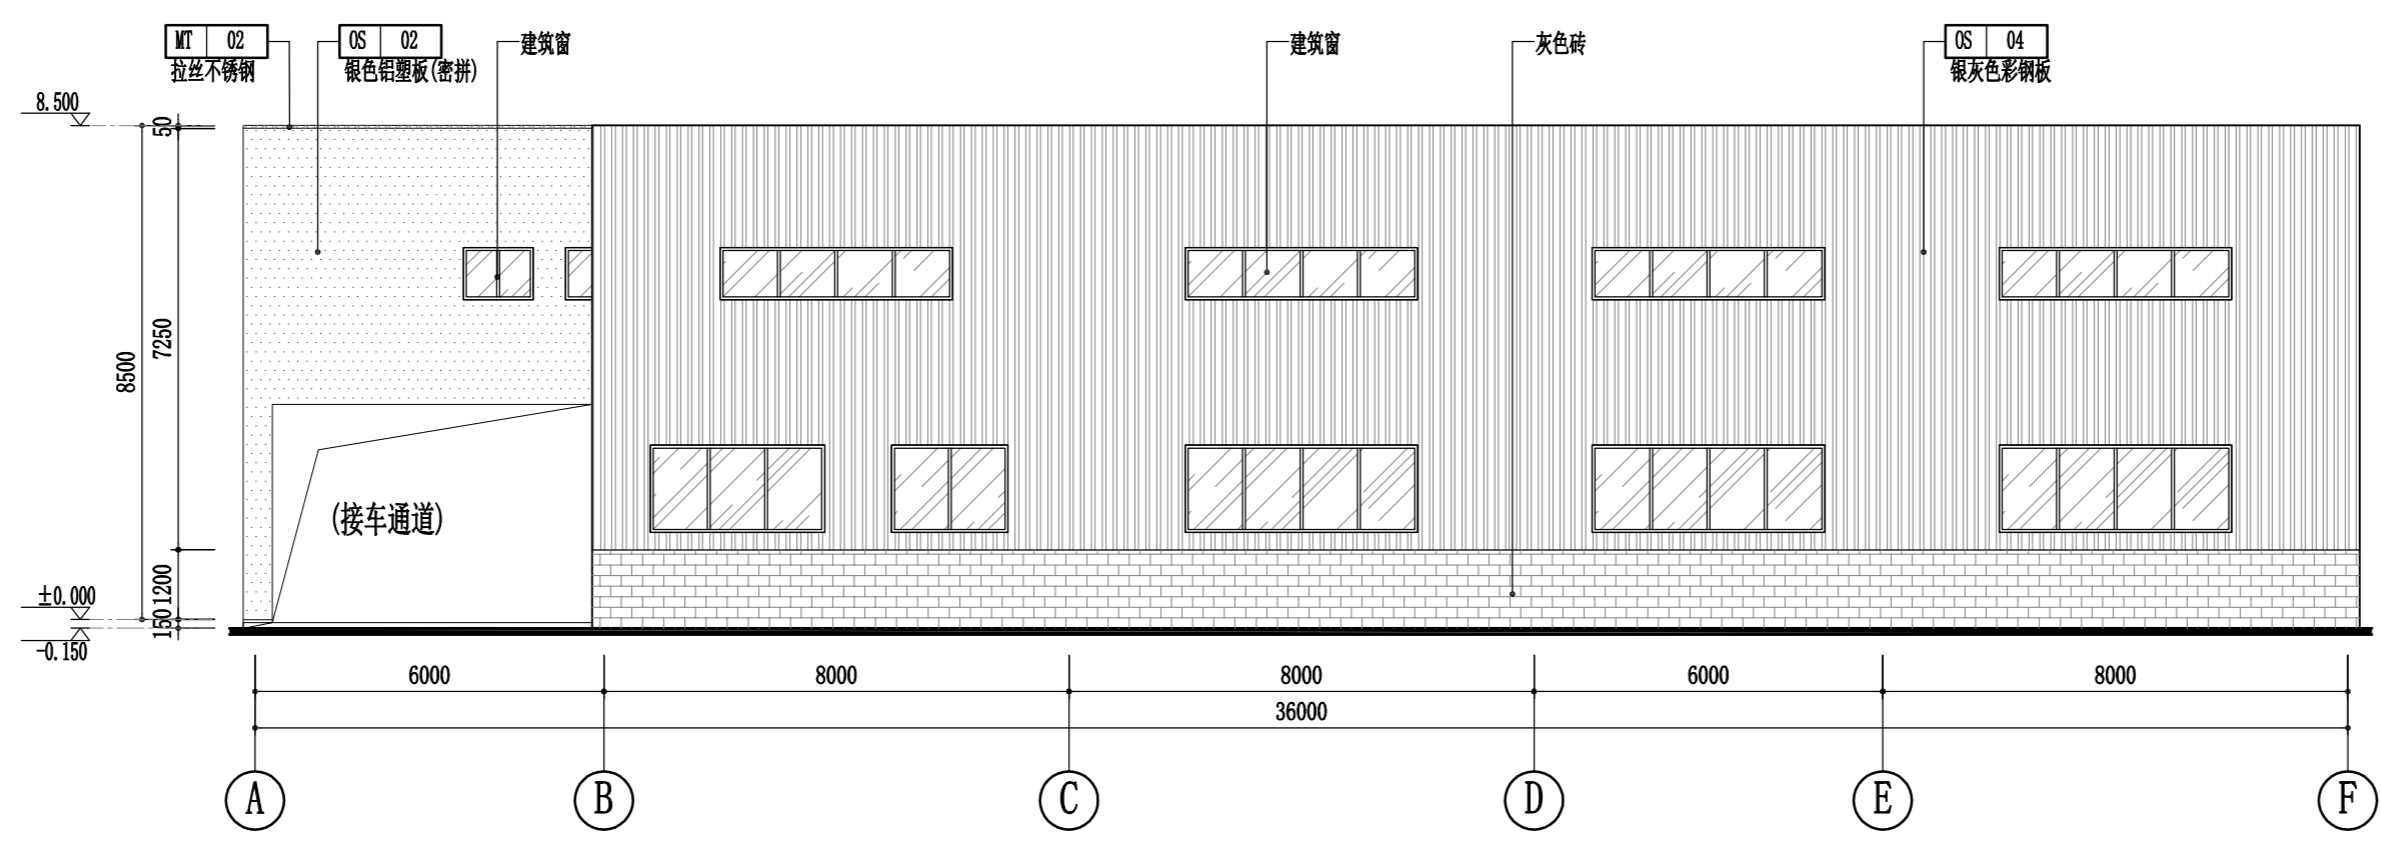 MT 02
拉丝不锈钢
OS 02
银色铝塑板(密拼)
建筑窗
建筑窗
灰色砖
OS 04
银灰色彩钢板
8.500
50
7250
8500
1200
±0.000
150
-0.150
(接车通道)
6000 8000 8000 6000 8000
36000
A B C D E F